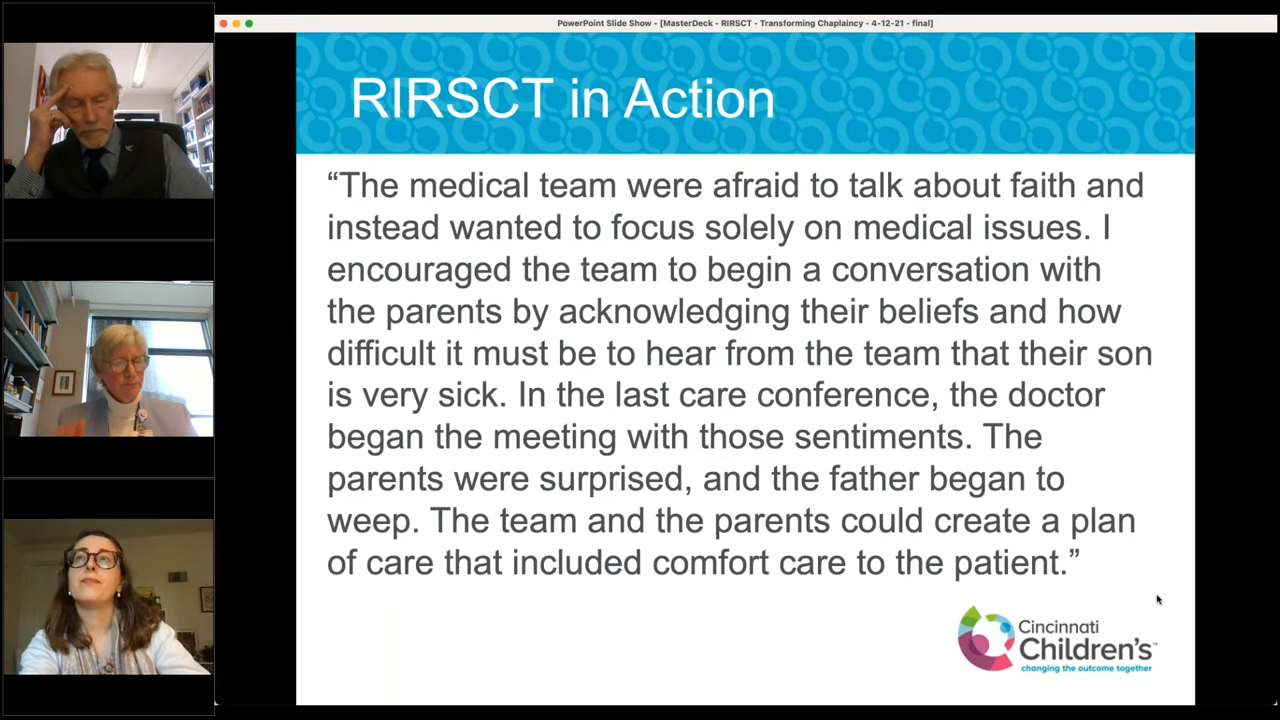 PowerPoint Slide Show - [MasterDeck - RIRSCT - Transforming Chaplaincy - 4-12-21 - final]
RIRSCT in Action
“The medical team were afraid to talk about faith and
instead wanted to focus solely on medical issues. I
encouraged the team to begin a conversation with
the parents by acknowledging their beliefs and how
difficult it must be to hear from the team that their son
is very sick. In the last care conference, the doctor
began the meeting with those sentiments. The
parents were surprised, and the father began to
weep. The team and the parents could create a plan
of care that included comfort care to the patient.”
Cincinnati
Children's™
changing the outcome together